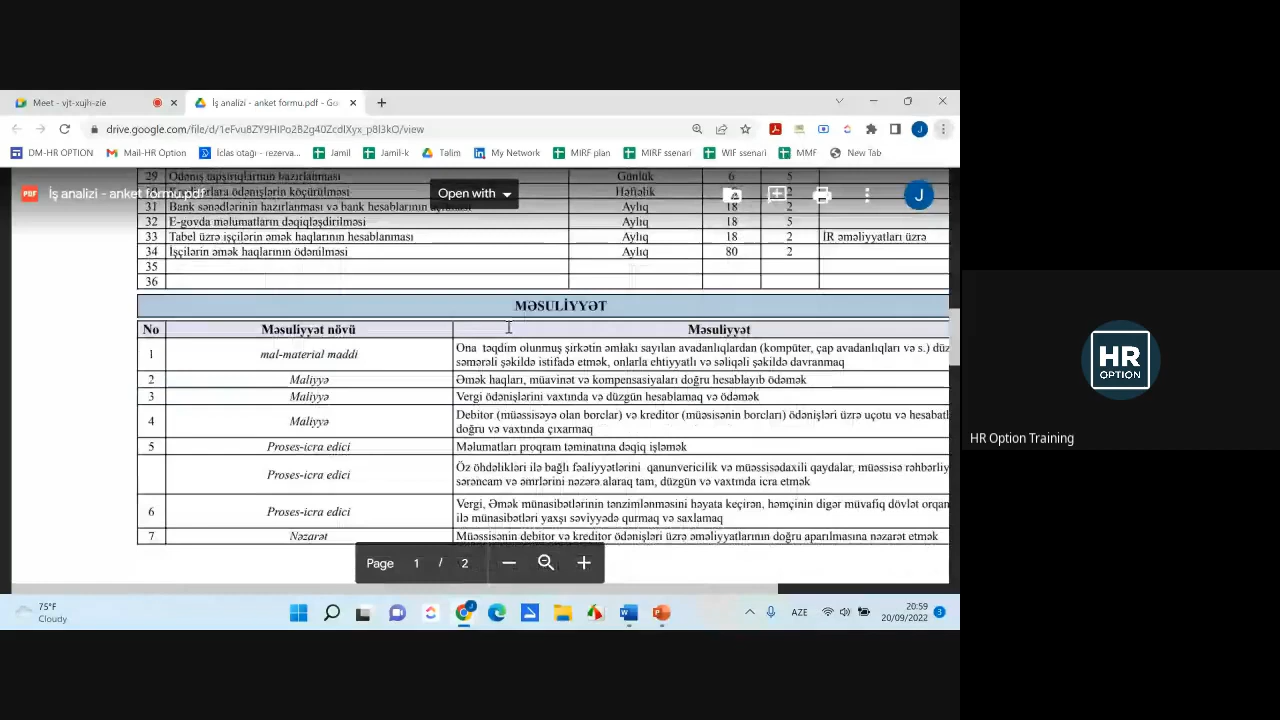 Meet - vjt-xujh-zie
İş analizi - anket formu.pdf - Go
drive.google.com/file/d/1eFvu8ZY9HIPo2B2g40ZcdIXyx_p8I3kO/view
DM-HR OPTION
Mail-HR Option
İclas otağı - rezerva...
Jamil
Jamil-k
Təlim
My Network
MIRF plan
MIRF ssenari
WIF ssenari
MMF
New Tab
29 Ödəniş tapşırıqlarının hazırlanması Günlük 6 5
İş analizi - anket formu.pdf
Open with
J
ödənişlərin köçürülməsi Həftəlik 2
31 Bank sənədlərinin hazırlanması və bank hesablarının Aylıq 18 2
32 E-govda məlumatların dəqiqləşdirilməsi Aylıq 18 5
33 Tabel üzrə işçilərin əmək haqlarının hesablanması Aylıq 18 2 İR əməliyyatları üzrə
34 İşçilərin əmək haqlarının ödənilməsi Aylıq 80 2
35
36
MƏSULİYYƏT
No Məsuliyyət növü Məsuliyyət
1 mal-material maddi Ona təqdim olunmuş şirkətin əmlakı sayılan avadanlıqlardan (kompüter, çap avadanlıqları və s.) düz
səmərəli şəkildə istifadə etmək, onlarla ehtiyyatlı və səliqəli şəkildə davranmaq
2 Maliyyə Əmək haqları, müavinət və kompensasiyaları doğru hesablayıb ödəmək
3 Maliyyə Vergi ödənişlərini vaxtında və düzgün hesablamaq və ödəmək
4 Maliyyə Debitor (müəssisəyə olan borclar) və kreditor (müəsisənin borcları) ödənişləri üzrə uçotu və hesabatl
doğru və vaxtında çıxarmaq
5 Proses-icra edici Məlumatları proqram təminatına dəqiq işləmək
Proses-icra edici Öz öhdəlikləri ilə bağlı fəaliyyətlərini qanunvericilik və müəssisədaxili qaydalar, müəssisə rəhbərliy
sərəncam və əmrlərini nəzərə alaraq tam, düzgün və vaxtında icra etmək
6 Proses-icra edici Vergi, Əmək münasibətlərinin tənzimlənməsini həyata keçirən, həmçinin digər müvafiq dövlət orqan
ilə münasibətləri yaxşı səviyyədə qurmaq və saxlamaq
7 Nəzarət Müəssisənin debitor və kreditor ödənişləri üzrə əməliyyatlarının doğru aparılmasına nəzarət etmək
Page 1 / 2
75°F
Cloudy
AZE
20:59
20/09/2022
3
HR
OPTION
HR Option Training